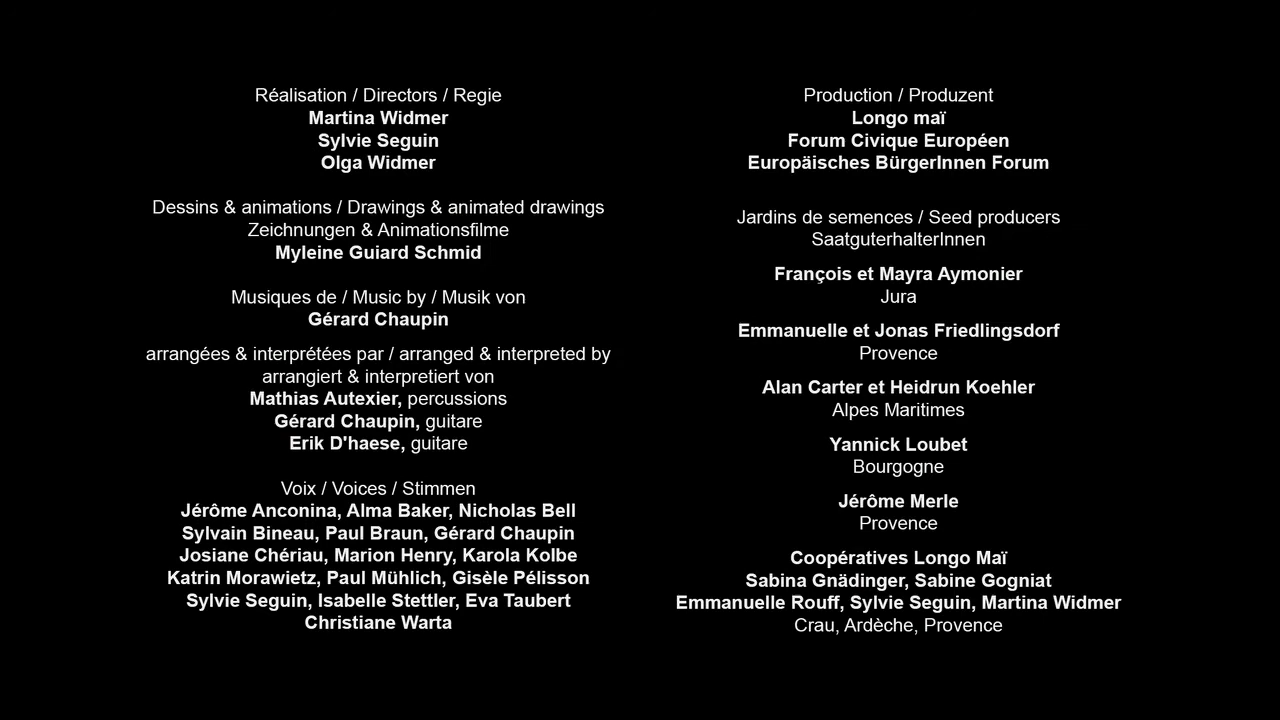 Réalisation / Directors / Regie
Martina Widmer
Sylvie Seguin
Olga Widmer
Dessins & animations / Drawings & animated drawings
Zeichnungen & Animationsfilme
Myleine Guiard Schmid
Musiques de / Music by / Musik von
Gérard Chaupin
arrangées & interprétées par / arranged & interpreted by
arrangiert & interpretiert von
Mathias Autexier, percussions
Gérard Chaupin, guitare
Erik D'haese, guitare
Voix / Voices / Stimmen
Jérôme Anconina, Alma Baker, Nicholas Bell
Sylvain Bineau, Paul Braun, Gérard Chaupin
Josiane Chériau, Marion Henry, Karola Kolbe
Katrin Morawietz, Paul Mühlich, Gisèle Pélisson
Sylvie Seguin, Isabelle Stettler, Eva Taubert
Christiane Warta
Production / Produzent
Longo maï
Forum Civique Européen
Europäisches BürgerInnen Forum
Jardins de semences / Seed producers
SaatguterhalterInnen
François et Mayra Aymonier
Jura
Emmanuelle et Jonas Friedlingsdorf
Provence
Alan Carter et Heidrun Koehler
Alpes Maritimes
Yannick Loubet
Bourgogne
Jérôme Merle
Provence
Coopératives Longo Maï
Sabina Gnädinger, Sabine Gogniat
Emmanuelle Rouff, Sylvie Seguin, Martina Widmer
Crau, Ardèche, Provence